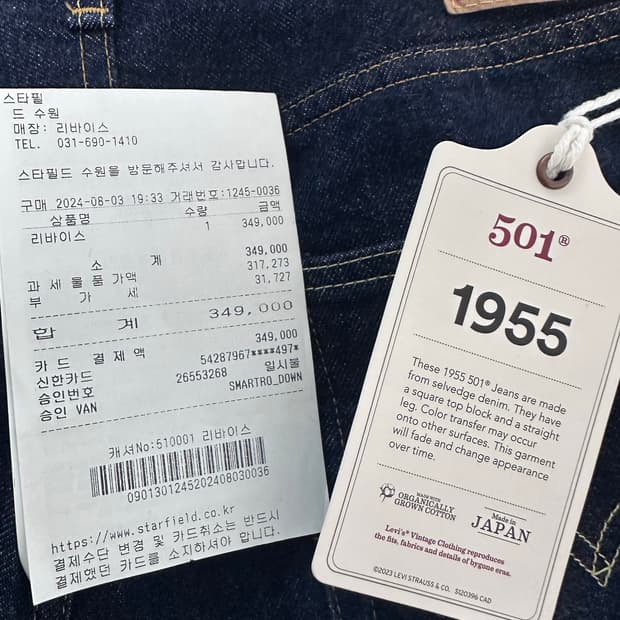 스타필
드 수원
매장: 리바이스
TEL. 031-690-1410
스타필드 수원을 방문해주셔서 감사합니다.
구매 2024-08-03 19:33 거래번호:1245-0036
상품명 수량 금액
리바이스 1 349,000
소 계 349,000
과세물품가액 317,273
부 가 세 31,727
합 계 349,000
카드 결제액 349,000
신한카드 54287967****497*
승인번호 26553268 일시불
승인 VAN SMARTRO_DOWN
캐셔No:510001 리바이스
0901301245202408030036
https://www.starfield.co.kr
결제수단 변경 및 카드취소는 반드시
결제했던 카드를 소지하셔야 합니다.
501®
1955
These 1955 501® Jeans are made
from selvedge denim. They have
a square top block and a straight
leg. Color transfer may occur
onto other surfaces. This garment
will fade and change appearance
over time.
MADE WITH
ORGANICALLY
GROWN COTTON
Made in
JAPAN
Levi's® Vintage Clothing reproduces
the fits, fabrics and details of bygone eras.
©2023 LEVI STRAUSS & CO. 5120396 CAD